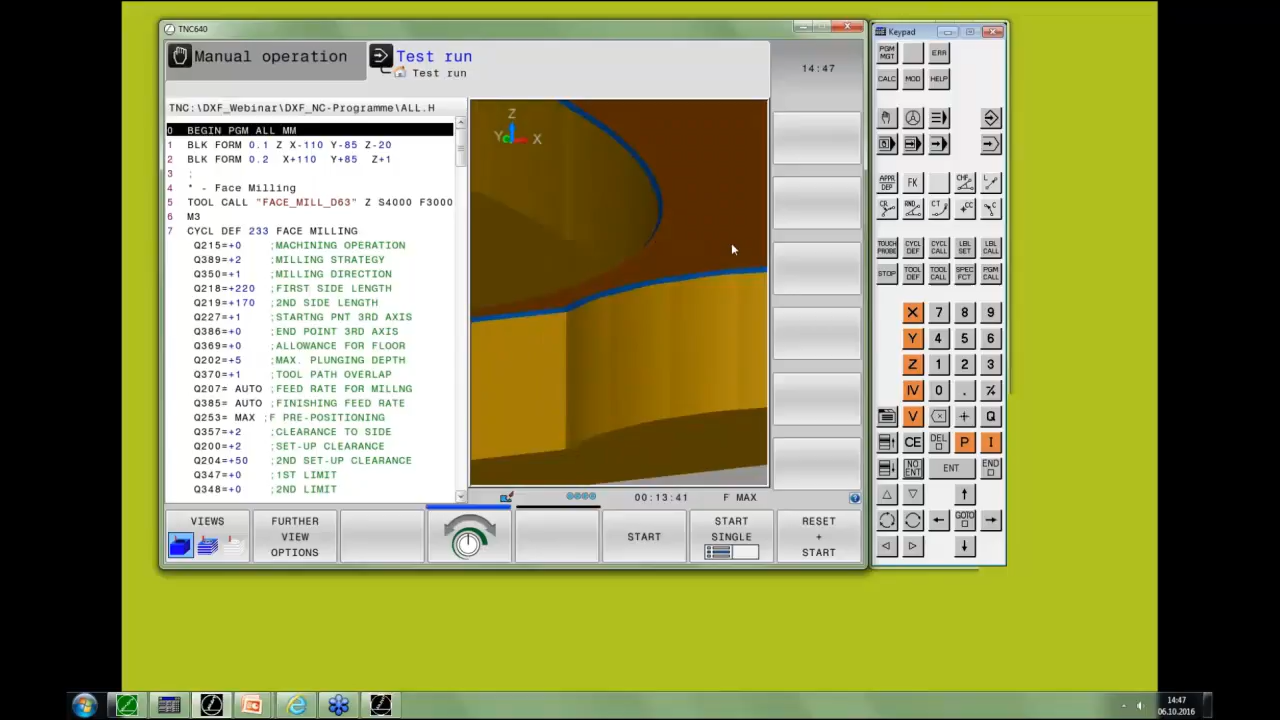 TNC640
Manual operation
Test run
Test run
14:47
TNC:\DXF_Webinar\DXF_NC-Programme\ALL.H
0 BEGIN PGM ALL MM
1 BLK FORM 0.1 Z X-110 Y-85 Z-20
2 BLK FORM 0.2 X+110 Y+85 Z+1
3 ;
4 * - Face Milling
5 TOOL CALL "FACE_MILL_D63" Z S4000 F3000
6 M3
7 CYCL DEF 233 FACE MILLING
Q215=+0 ;MACHINING OPERATION
Q389=+2 ;MILLING STRATEGY
Q350=+1 ;MILLING DIRECTION
Q218=+220 ;FIRST SIDE LENGTH
Q219=+170 ;2ND SIDE LENGTH
Q227=+1 ;STARTNG PNT 3RD AXIS
Q386=+0 ;END POINT 3RD AXIS
Q369=+0 ;ALLOWANCE FOR FLOOR
Q202=+5 ;MAX. PLUNGING DEPTH
Q370=+1 ;TOOL PATH OVERLAP
Q207= AUTO ;FEED RATE FOR MILLNG
Q385= AUTO ;FINISHING FEED RATE
Q253= MAX ;F PRE-POSITIONING
Q357=+2 ;CLEARANCE TO SIDE
Q200=+2 ;SET-UP CLEARANCE
Q204=+50 ;2ND SET-UP CLEARANCE
Q347=+0 ;1ST LIMIT
Q348=+0 ;2ND LIMIT
Z
Y X
00:13:41 F MAX
VIEWS
FURTHER
VIEW
OPTIONS
START
START
SINGLE
RESET
+
START
Keypad
PGM
MGT
ERR
CALC MOD HELP
APPR
DEP
FK
CHF
L
CR RND CT CC C
TOUCH
PROBE
CYCL
DEF
CYCL
CALL
LBL
SET
LBL
CALL
STOP
TOOL
DEF
TOOL
CALL
SPEC
FCT
PGM
CALL
X 7 8 9
Y 4 5 6
Z 1 2 3
IV 0 .
V + Q
CE DEL P I
NO
ENT
ENT END
GOTO
14:47
06.10.2016